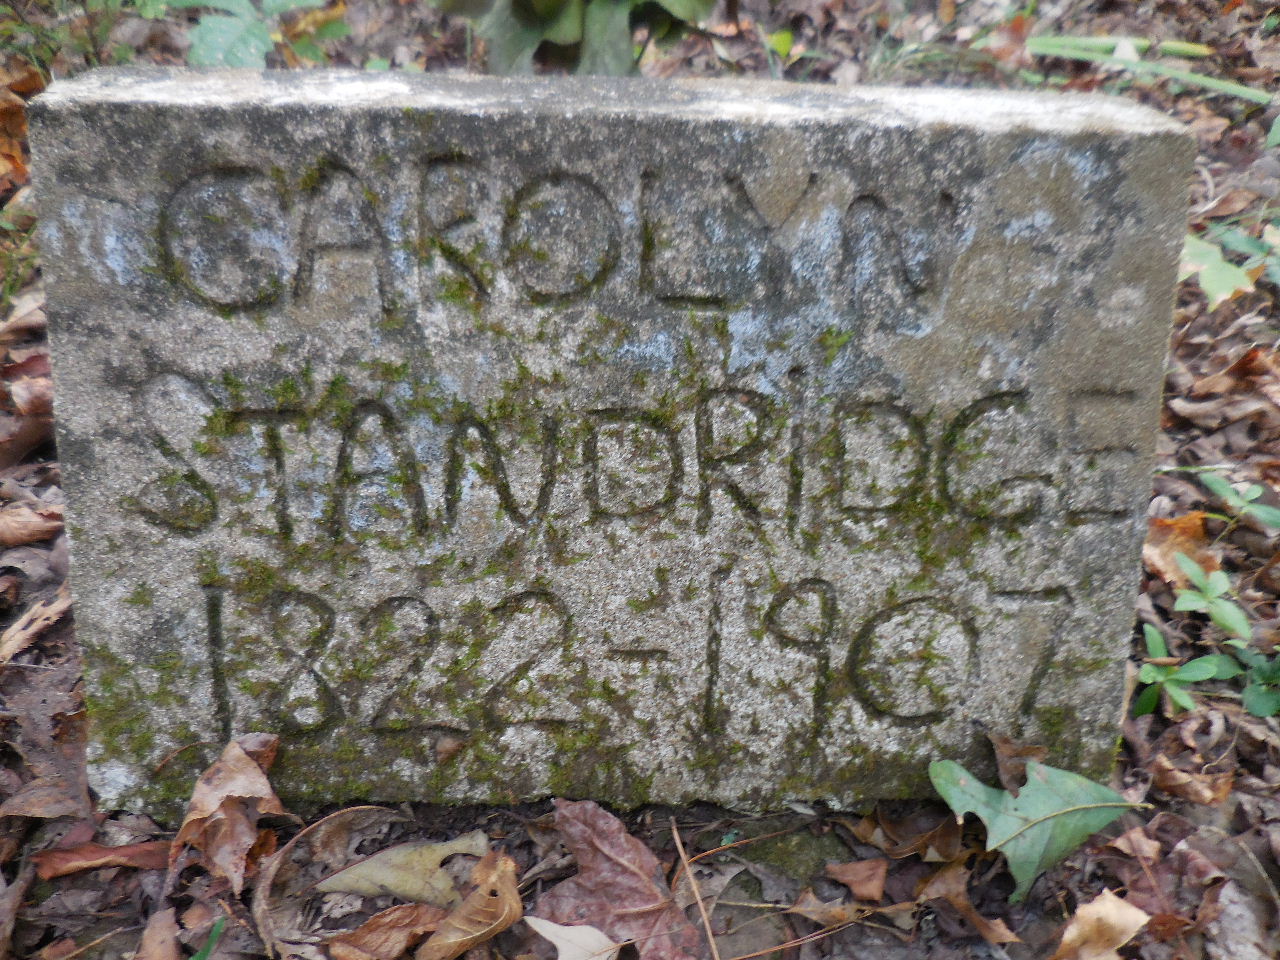 CAROLYN
STANDRiDGE
1822-1907